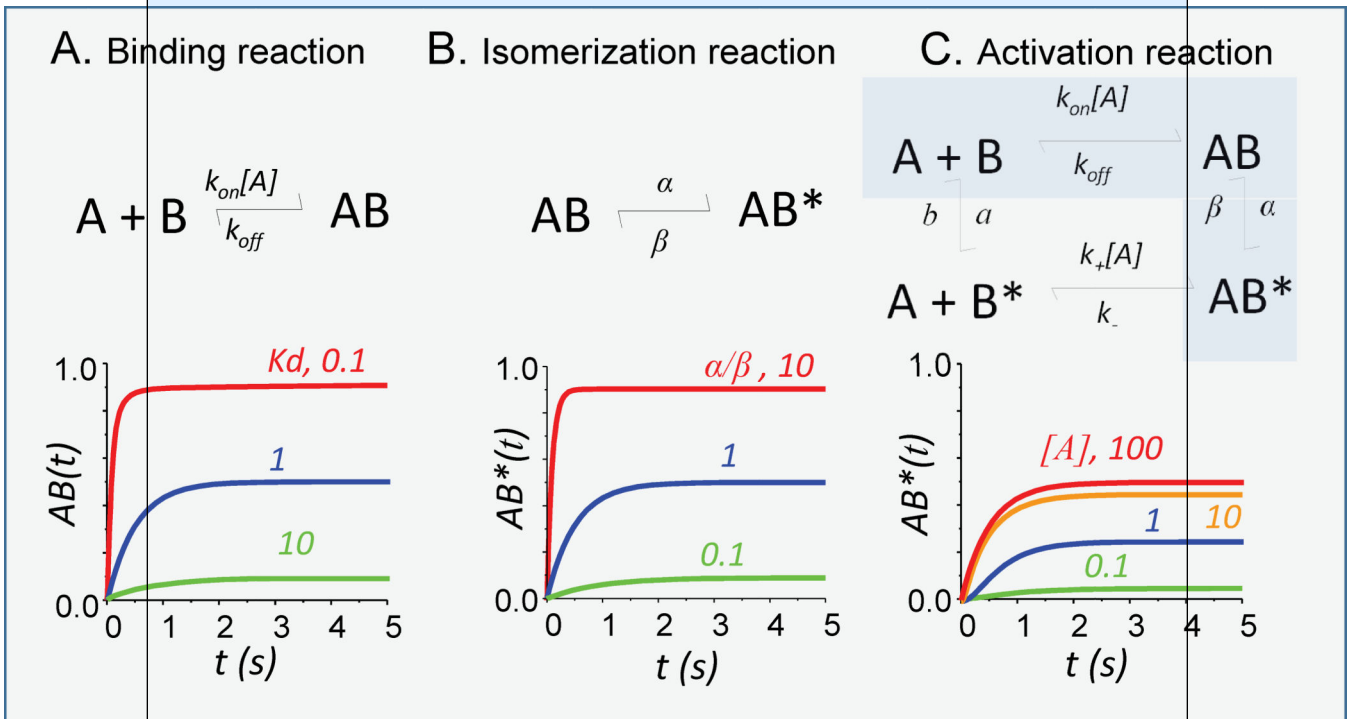 A. Binding reaction
A + B
k_on[A]
k_off
AB
AB(t)
1.0
0.0
Kd, 0.1
1
10
0 1 2 3 4 5
t (s)
B. Isomerization reaction
AB
α
β
AB*
AB*(t)
1.0
0.0
α/β , 10
1
0.1
0 1 2 3 4 5
t (s)
C. Activation reaction
A + B
k_on[A]
k_off
AB
b a
β α
A + B*
k_+[A]
k_-
AB*
AB*(t)
1.0
0.0
[A], 100
1
10
0.1
0 1 2 3 4 5
t (s)